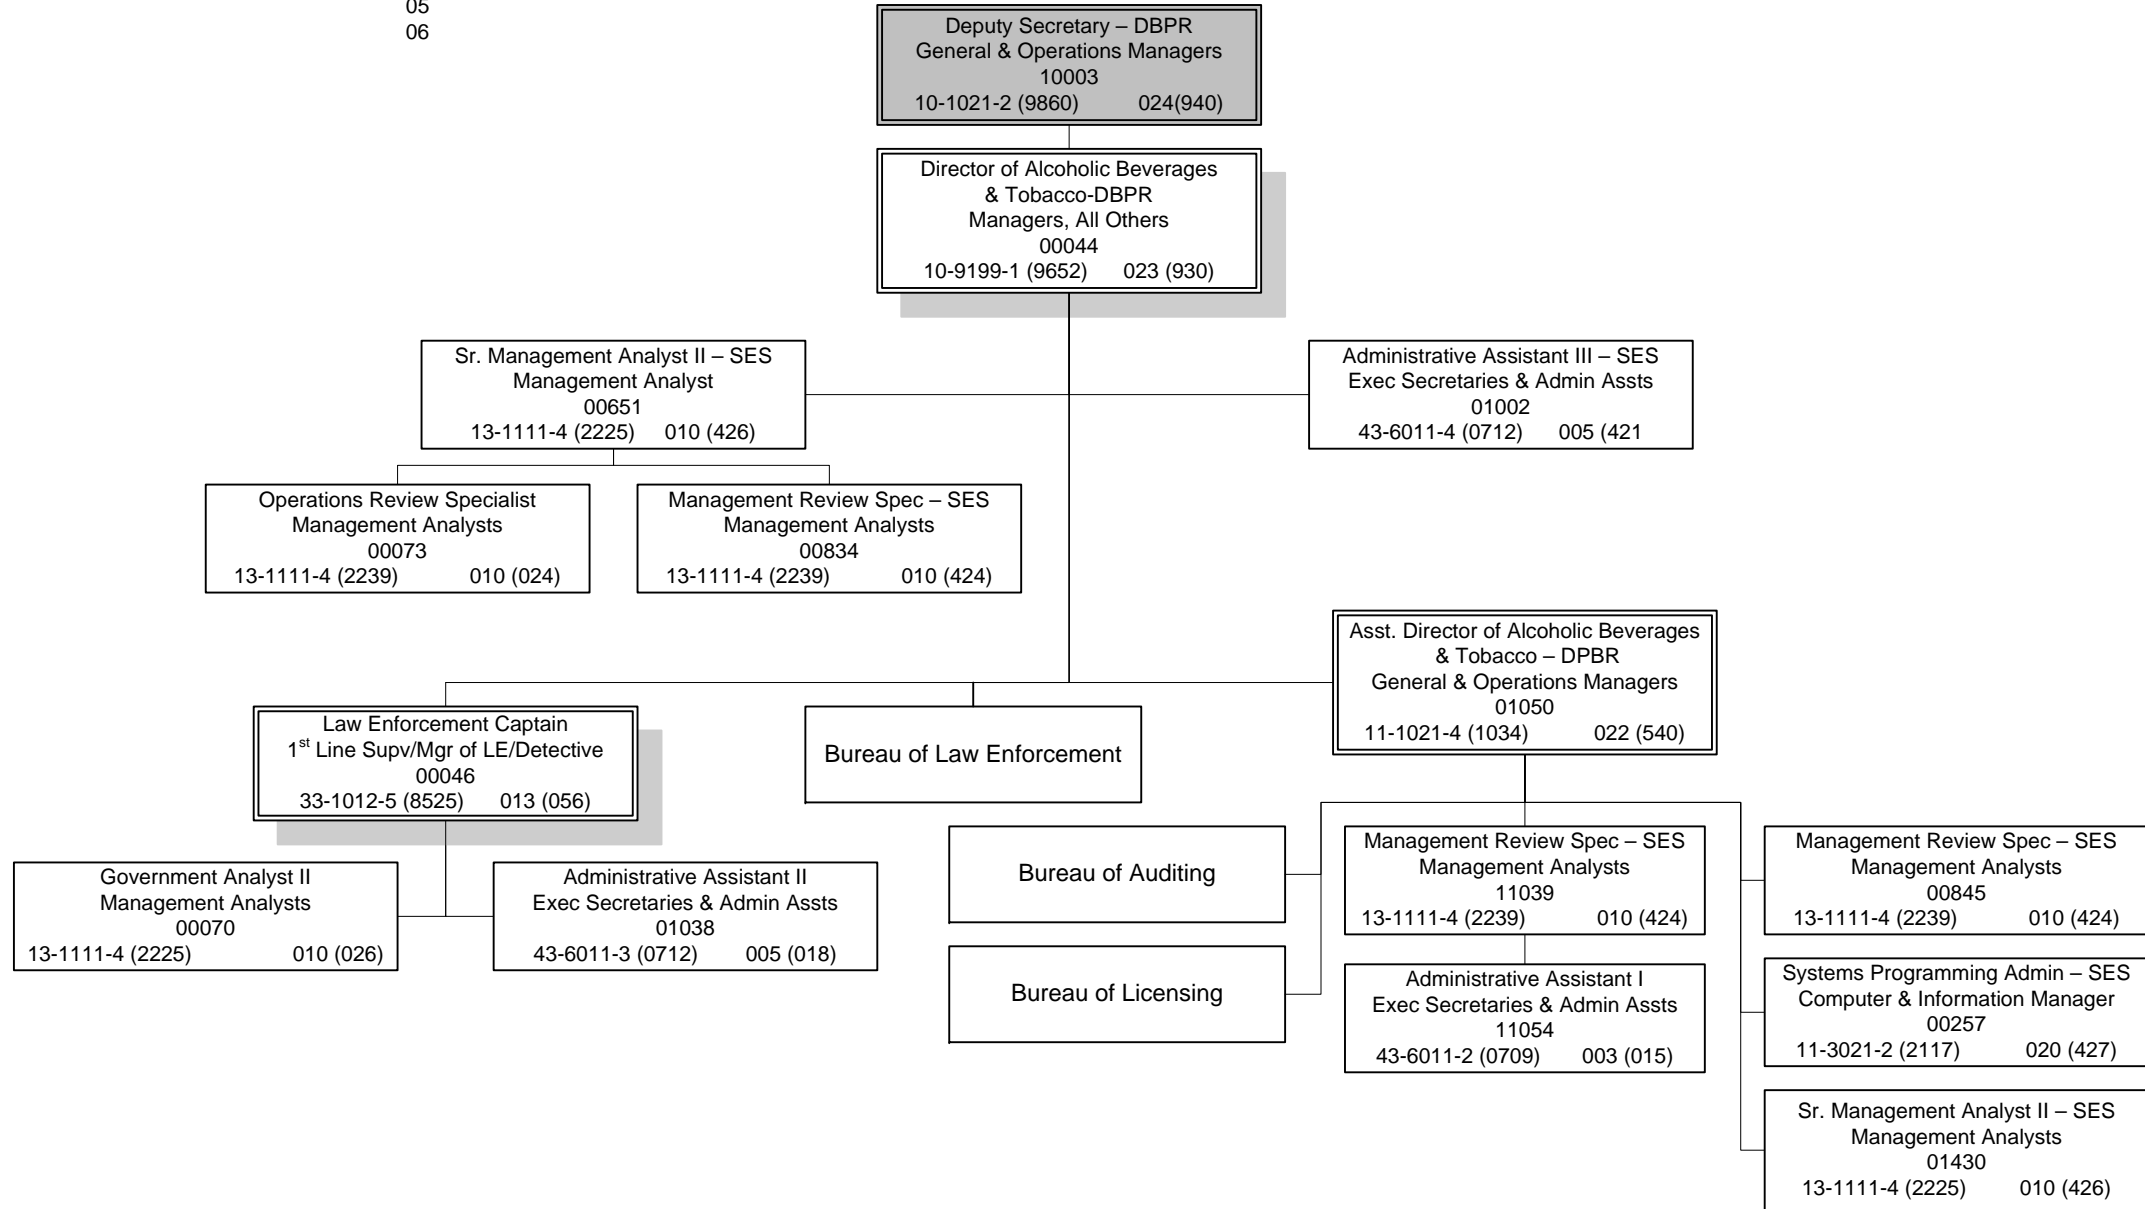 05
06
Deputy Secretary – DBPR
General & Operations Managers
10003
10-1021-2 (9860) 024(940)
Director of Alcoholic Beverages
& Tobacco-DBPR
Managers, All Others
00044
10-9199-1 (9652) 023 (930)
Sr. Management Analyst II – SES
Management Analyst
00651
13-1111-4 (2225) 010 (426)
Administrative Assistant III – SES
Exec Secretaries & Admin Assts
01002
43-6011-4 (0712) 005 (421
Operations Review Specialist
Management Analysts
00073
13-1111-4 (2239) 010 (024)
Management Review Spec – SES
Management Analysts
00834
13-1111-4 (2239) 010 (424)
Asst. Director of Alcoholic Beverages
& Tobacco – DPBR
General & Operations Managers
01050
11-1021-4 (1034) 022 (540)
Law Enforcement Captain
1st Line Supv/Mgr of LE/Detective
00046
33-1012-5 (8525) 013 (056)
Bureau of Law Enforcement
Government Analyst II
Management Analysts
00070
13-1111-4 (2225) 010 (026)
Administrative Assistant II
Exec Secretaries & Admin Assts
01038
43-6011-3 (0712) 005 (018)
Bureau of Auditing
Bureau of Licensing
Management Review Spec – SES
Management Analysts
11039
13-1111-4 (2239) 010 (424)
Administrative Assistant I
Exec Secretaries & Admin Assts
11054
43-6011-2 (0709) 003 (015)
Management Review Spec – SES
Management Analysts
00845
13-1111-4 (2239) 010 (424)
Systems Programming Admin – SES
Computer & Information Manager
00257
11-3021-2 (2117) 020 (427)
Sr. Management Analyst II – SES
Management Analysts
01430
13-1111-4 (2225) 010 (426)